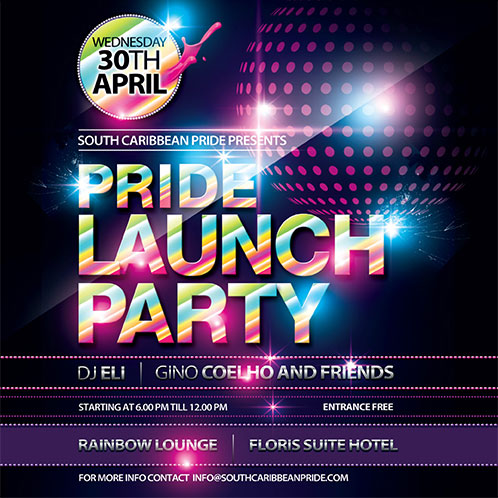 WEDNESDAY
30TH
APRIL
SOUTH CARIBBEAN PRIDE PRESENTS
PRIDE
LAUNCH
PARTY
DJ ELI | GINO COELHO AND FRIENDS
STARTING AT 6.00 PM TILL 12.00 PM ENTRANCE FREE
RAINBOW LOUNGE | FLORIS SUITE HOTEL
FOR MORE INFO CONTACT INFO@SOUTHCARIBBEANPRIDE.COM